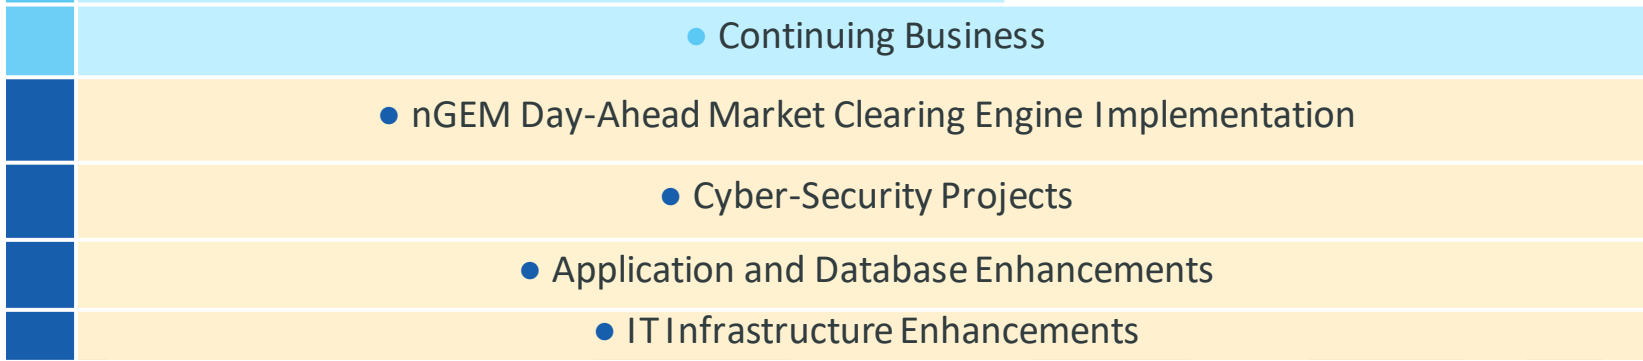 ● Continuing Business
● nGEM Day-Ahead Market Clearing Engine Implementation
● Cyber-Security Projects
● Application and Database Enhancements
● IT Infrastructure Enhancements